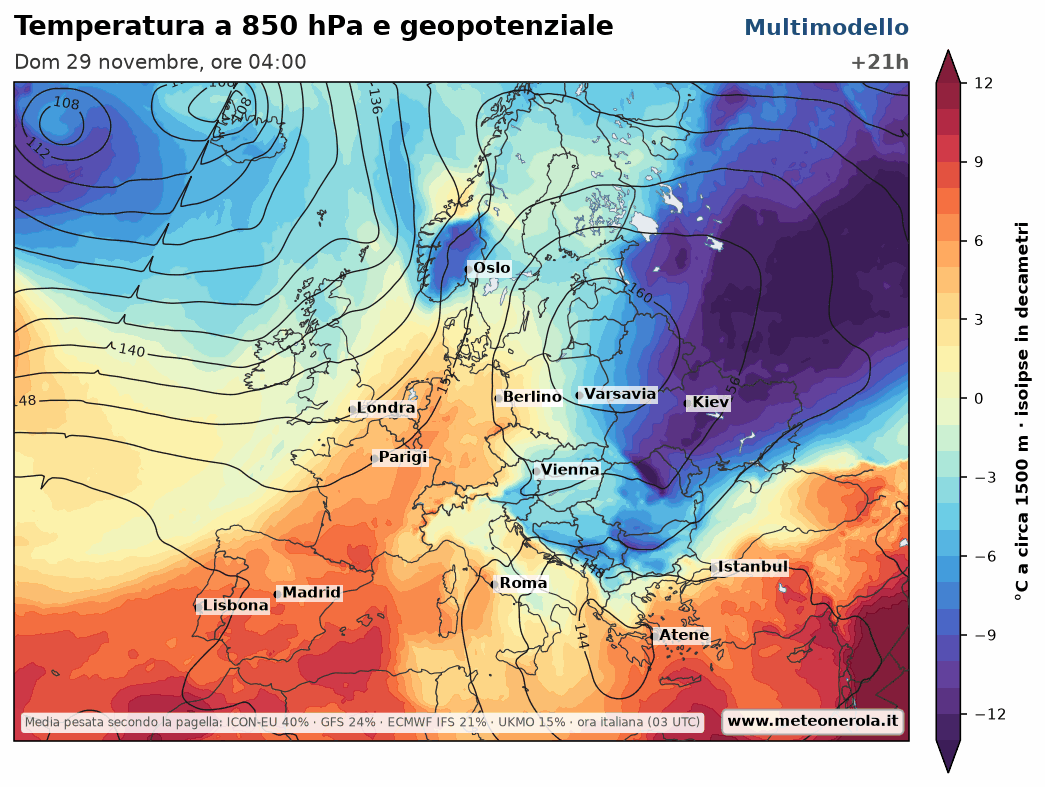 Temperatura a 850 hPa e geopotenziale
Multimodello
Dom 29 novembre, ore 04:00
+21h
108
108
112
136
Oslo
160
140
152
156
148
Londra
Berlino
Varsavia
Kiev
Parigi
Vienna
Roma
Istanbul
Madrid
Lisbona
144
Atene
Media pesata secondo la pagella: ICON-EU 40% · GFS 24% · ECMWF IFS 21% · UKMO 15% · ora italiana (03 UTC)
www.meteonerola.it
12
9
6
3
0
−3
−6
−9
−12
°C a circa 1500 m · isoipse in decametri